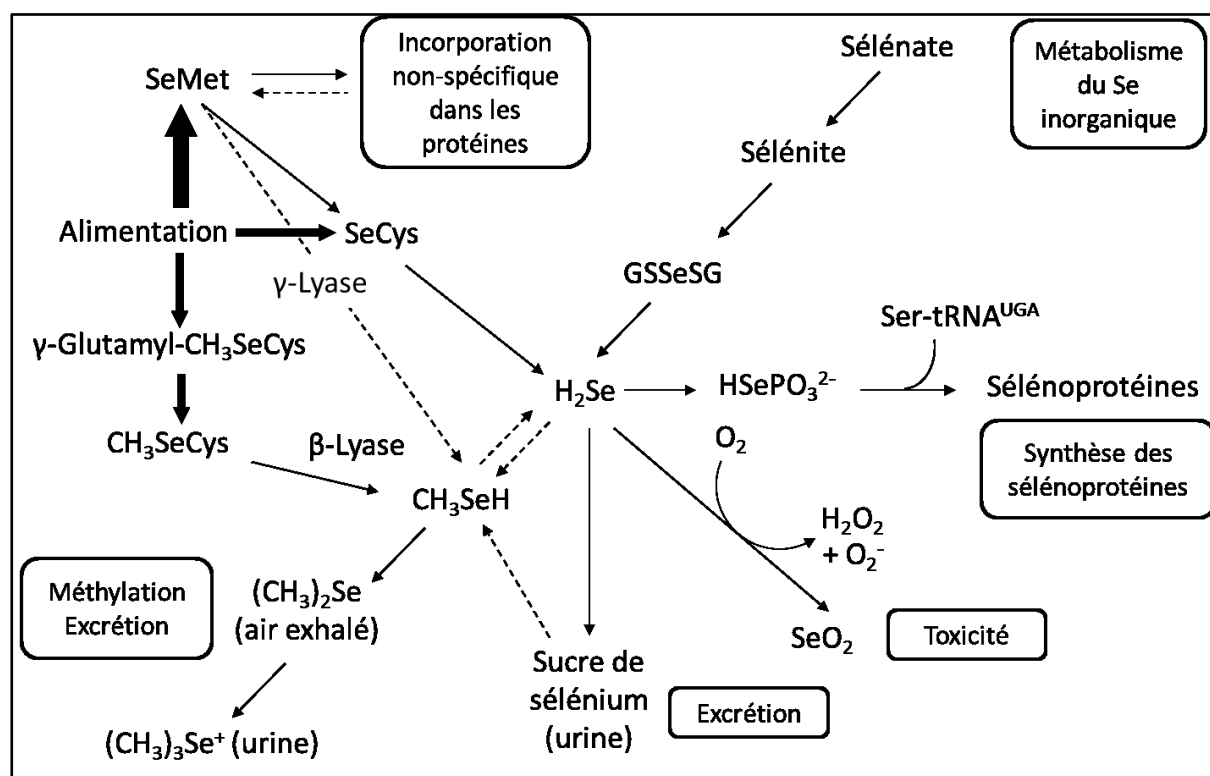 SeMet
Incorporation
non-spécifique
dans les
protéines
Sélénate
Métabolisme
du Se
inorganique
Sélénite
Alimentation
SeCys
γ-Lyase
GSSeSG
γ-Glutamyl-CH₃SeCys
Ser-tRNAᵁᴳᴬ
H₂Se
HSePO₃²⁻
Sélénoprotéines
CH₃SeCys
β-Lyase
O₂
Synthèse des
sélénoprotéines
CH₃SeH
H₂O₂
+ O₂⁻
Méthylation
Excrétion
(CH₃)₂Se
(air exhalé)
SeO₂
Toxicité
Sucre de
sélénium
(urine)
Excrétion
(CH₃)₃Se⁺ (urine)